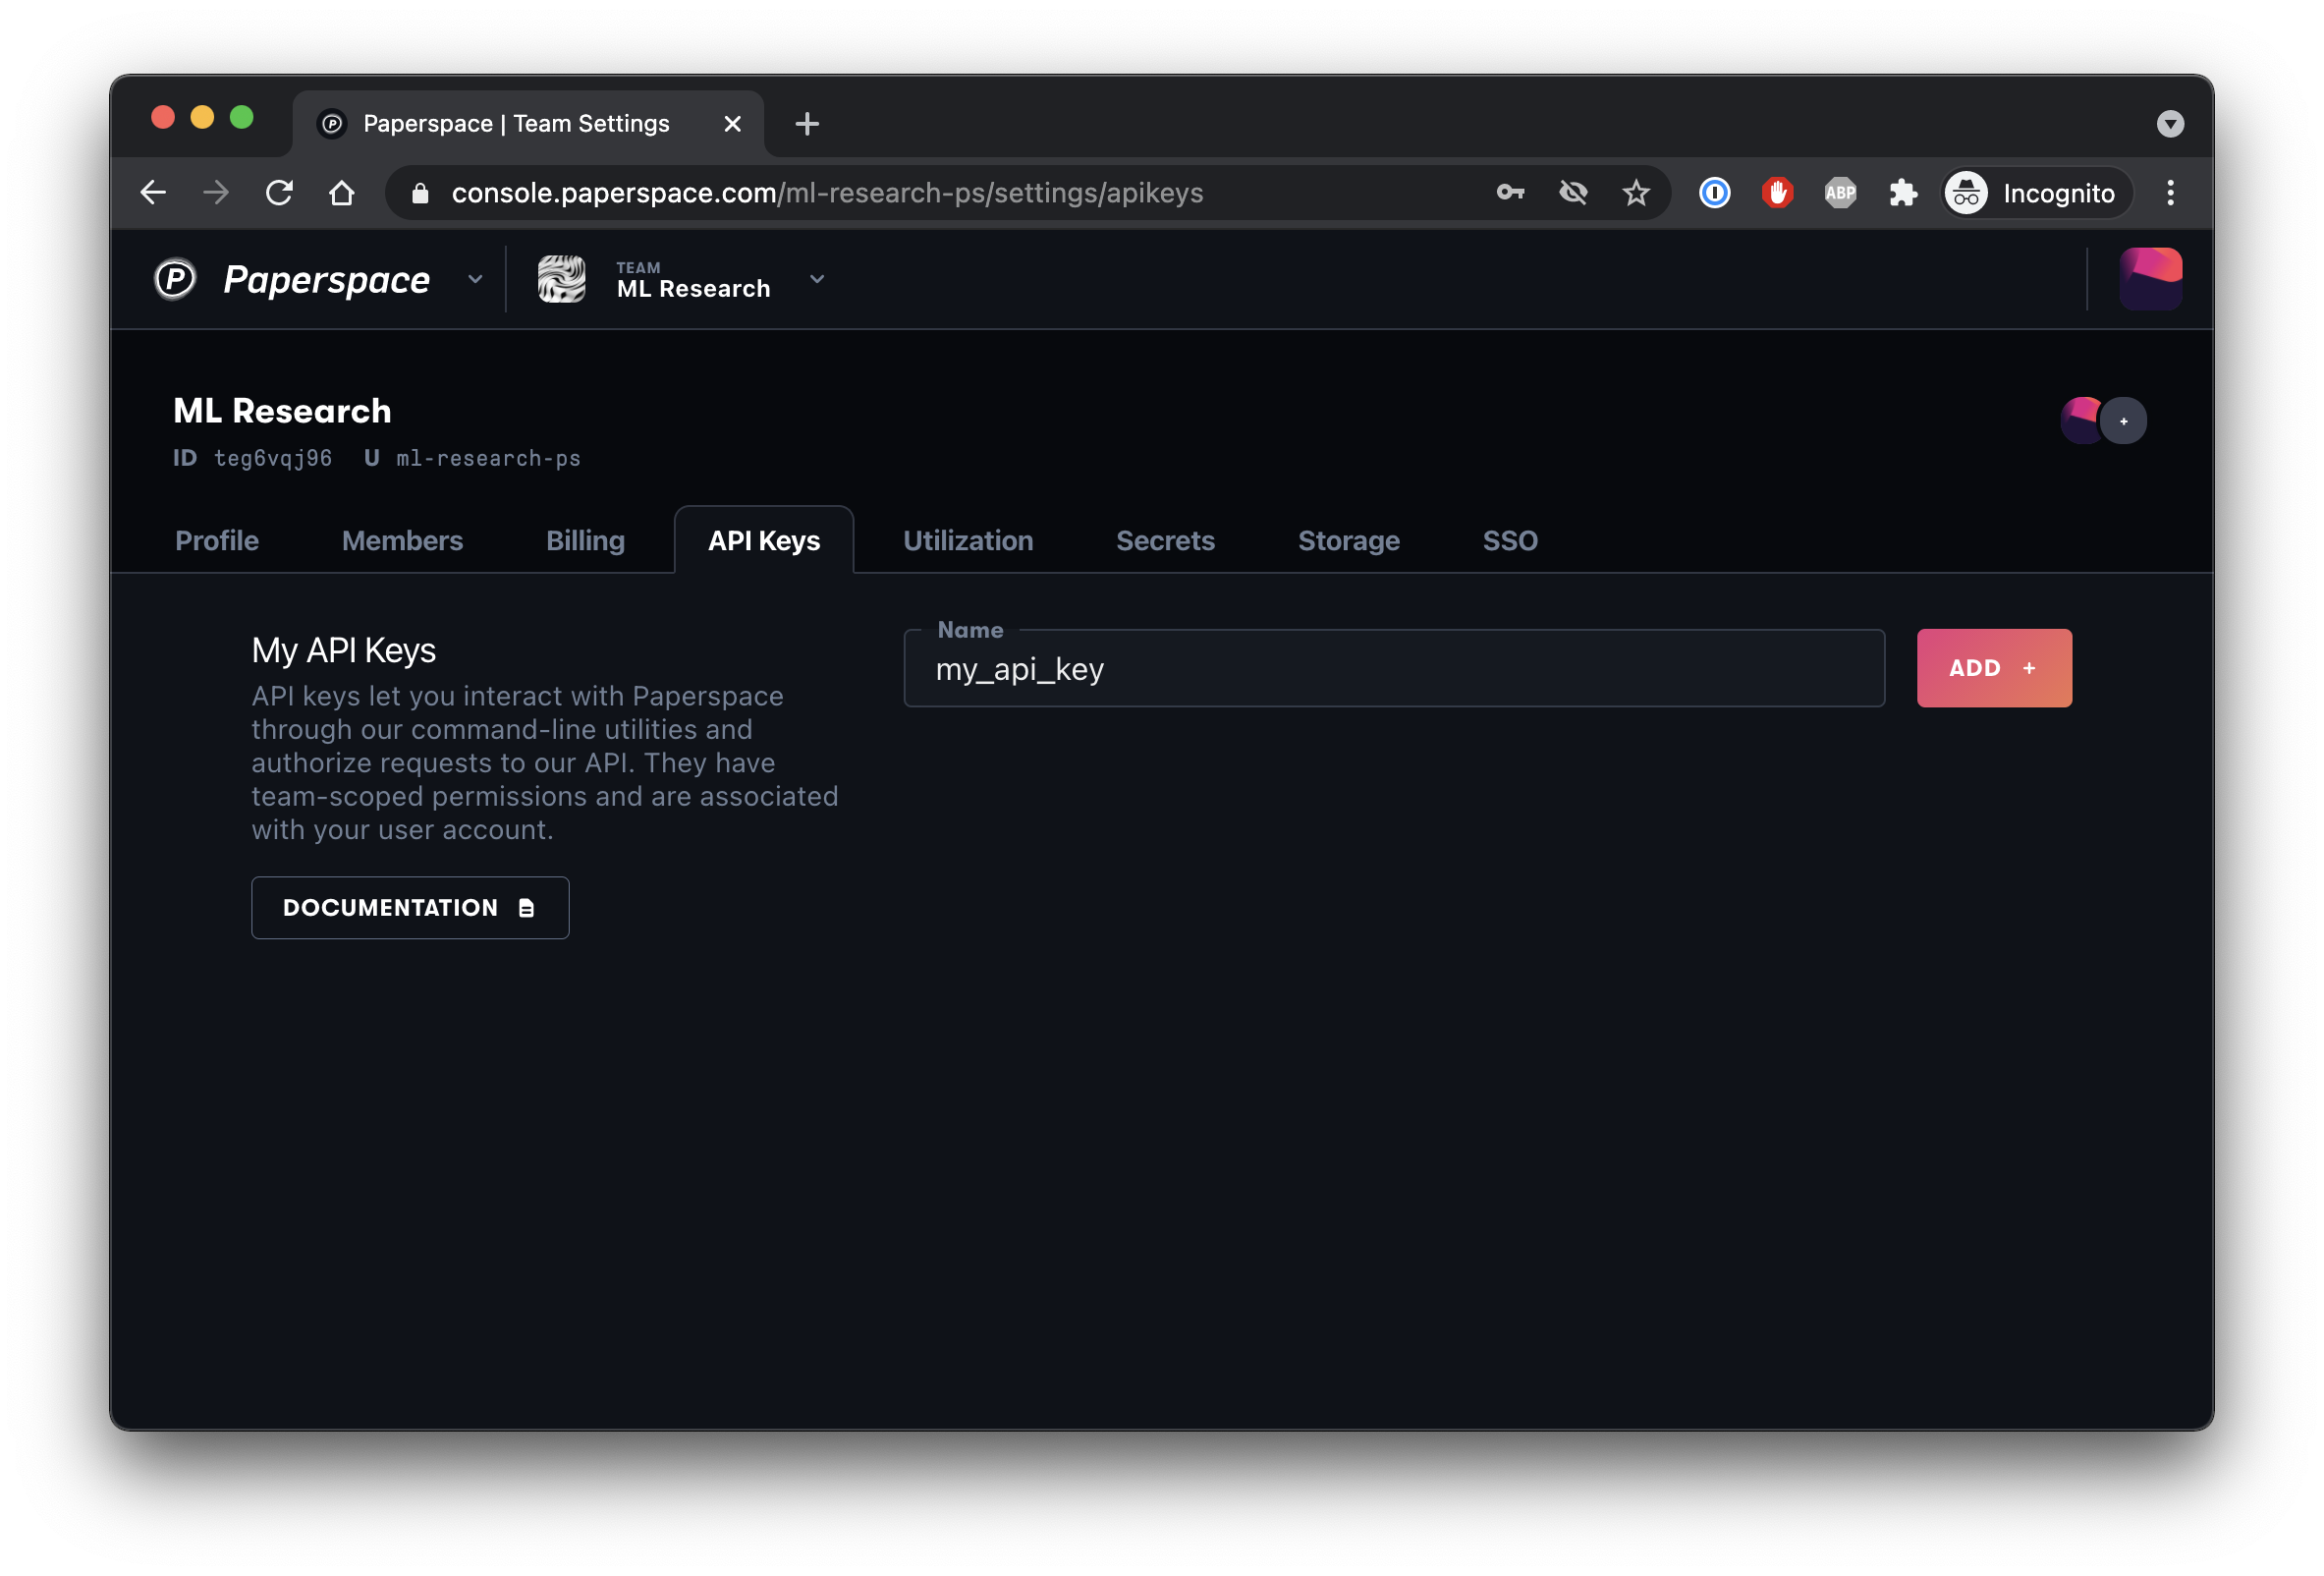 Paperspace | Team Settings
console.paperspace.com/ml-research-ps/settings/apikeys
ABP
Incognito
P Paperspace
TEAM
ML Research
ML Research
ID teg6vqj96 U ml-research-ps
Profile Members Billing API Keys Utilization Secrets Storage SSO
My API Keys
API keys let you interact with Paperspace
through our command-line utilities and
authorize requests to our API. They have
team-scoped permissions and are associated
with your user account.
DOCUMENTATION
Name
my_api_key
ADD +